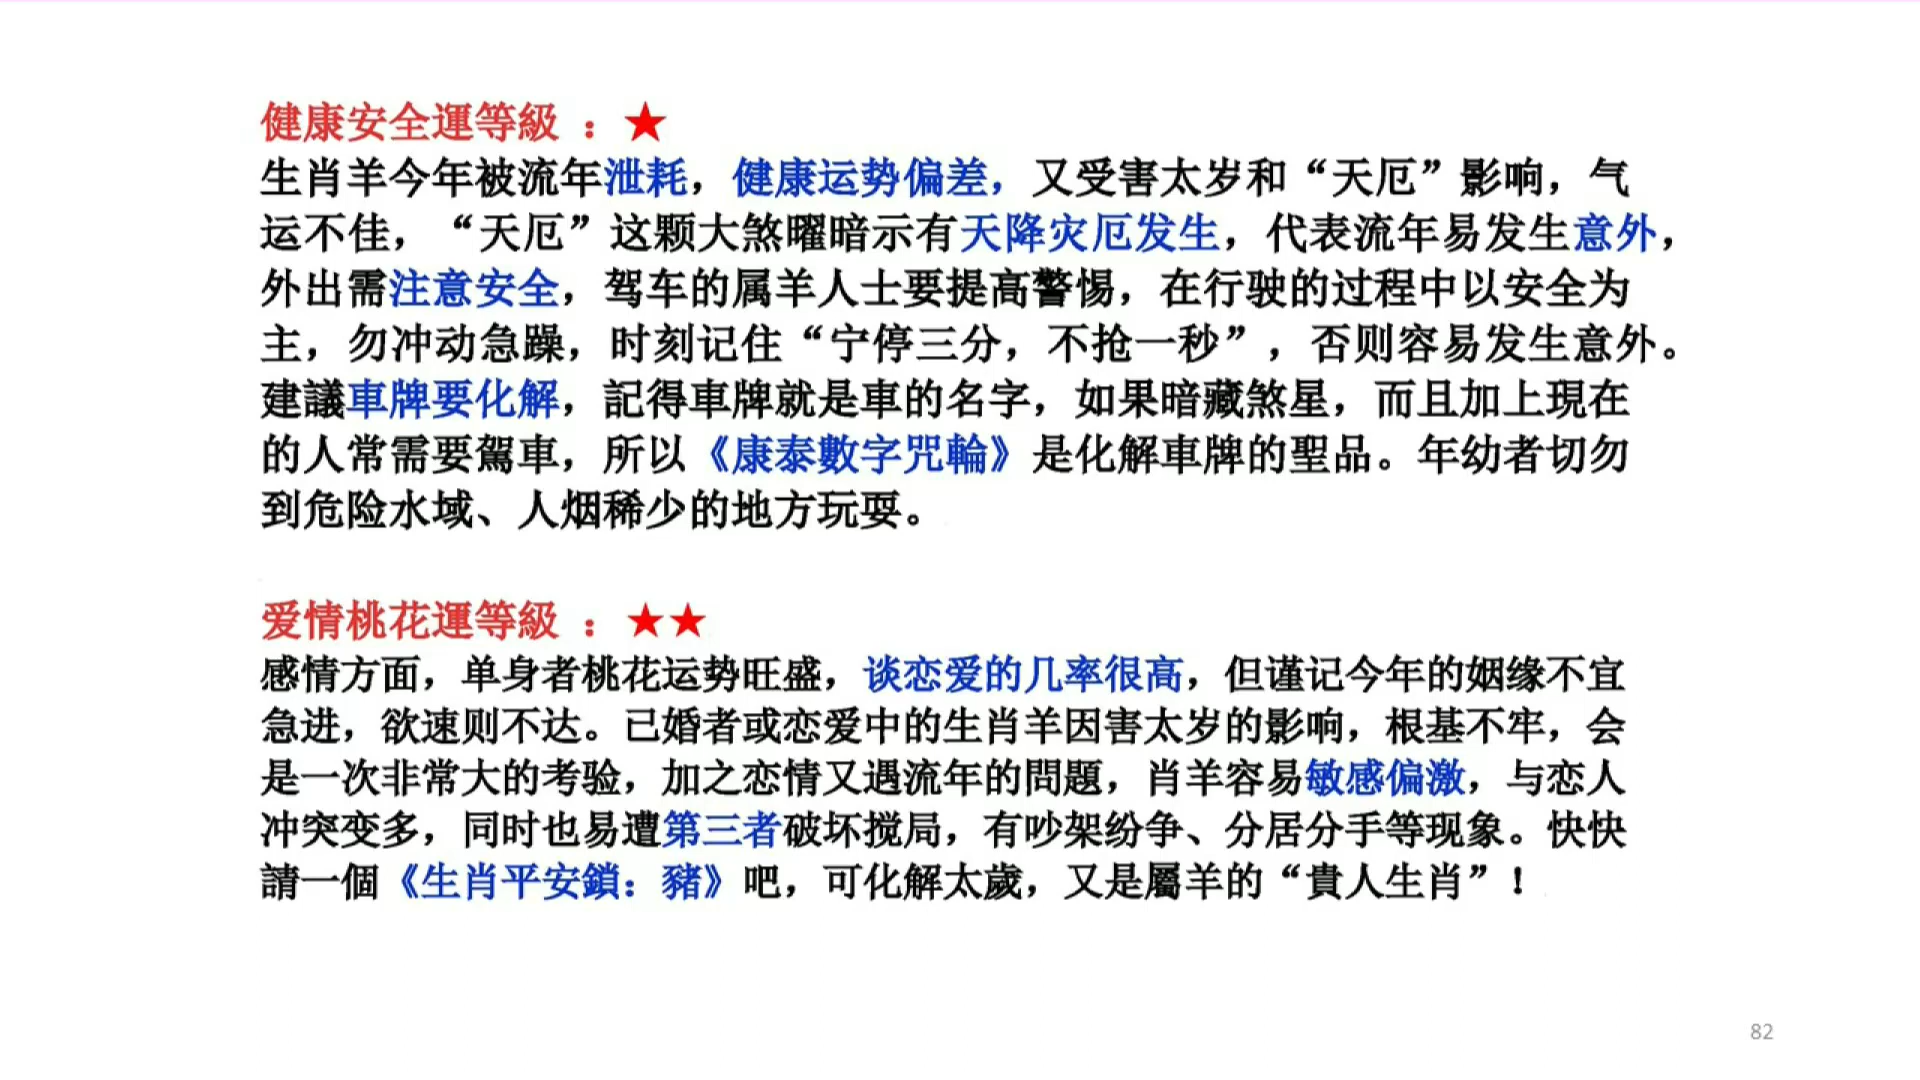 健康安全運等級 ：★
生肖羊今年被流年泄耗，健康运势偏差，又受害太岁和“天厄”影响，气
运不佳，“天厄”这颗大煞曜暗示有天降灾厄发生，代表流年易发生意外，
外出需注意安全，驾车的属羊人士要提高警惕，在行驶的过程中以安全为
主，勿冲动急躁，时刻记住“宁停三分，不抢一秒”，否则容易发生意外。
建議車牌要化解，記得車牌就是車的名字，如果暗藏煞星，而且加上現在
的人常需要駕車，所以《康泰數字咒輪》是化解車牌的聖品。年幼者切勿
到危险水域、人烟稀少的地方玩耍。
爱情桃花運等級 ：★★
感情方面，单身者桃花运势旺盛，谈恋爱的几率很高，但谨记今年的姻缘不宜
急进，欲速则不达。已婚者或恋爱中的生肖羊因害太岁的影响，根基不牢，会
是一次非常大的考验，加之恋情又遇流年的問題，肖羊容易敏感偏激，与恋人
冲突变多，同时也易遭第三者破坏搅局，有吵架纷争、分居分手等现象。快快
請一個《生肖平安鎖：豬》吧，可化解太歲，又是屬羊的“貴人生肖”！
82